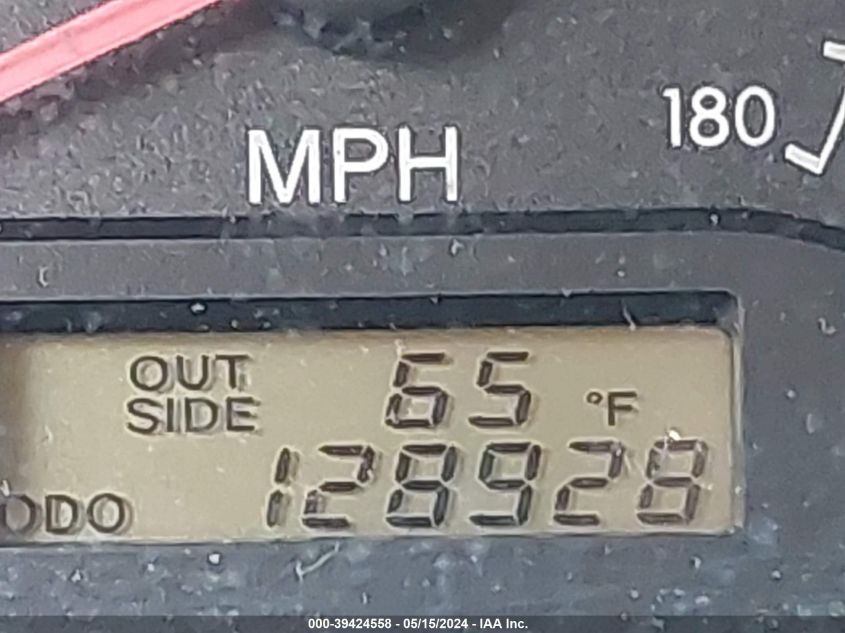 180
MPH
OUT SIDE 65 °F
ODO 128928
000-39424558 - 05/15/2024 - IAA Inc.